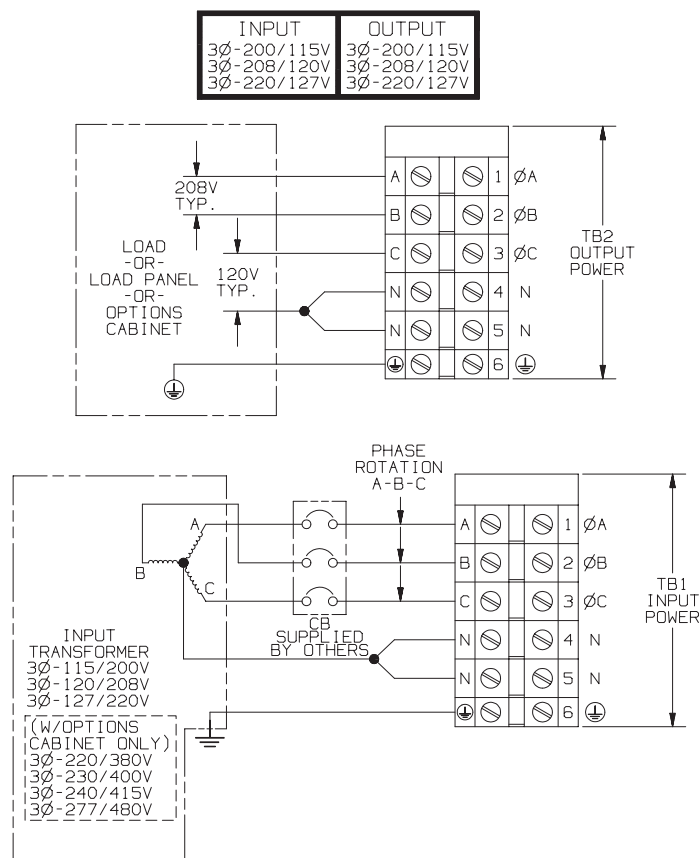 INPUT
3Ø-200/115V
3Ø-208/120V
3Ø-220/127V
OUTPUT
3Ø-200/115V
3Ø-208/120V
3Ø-220/127V
208V
TYP.
LOAD
-OR-
LOAD PANEL
-OR-
OPTIONS
CABINET
120V
TYP.
A 1 ØA
B 2 ØB
C 3 ØC
N 4 N
N 5 N
6
TB2
OUTPUT
POWER
PHASE
ROTATION
A-B-C
A
B
C
CB
SUPPLIED
BY OTHERS
A 1 ØA
B 2 ØB
C 3 ØC
N 4 N
N 5 N
6
TB1
INPUT
POWER
INPUT
TRANSFORMER
3Ø-115/200V
3Ø-120/208V
3Ø-127/220V
(W/OPTIONS
CABINET ONLY)
3Ø-220/380V
3Ø-230/400V
3Ø-240/415V
3Ø-277/480V